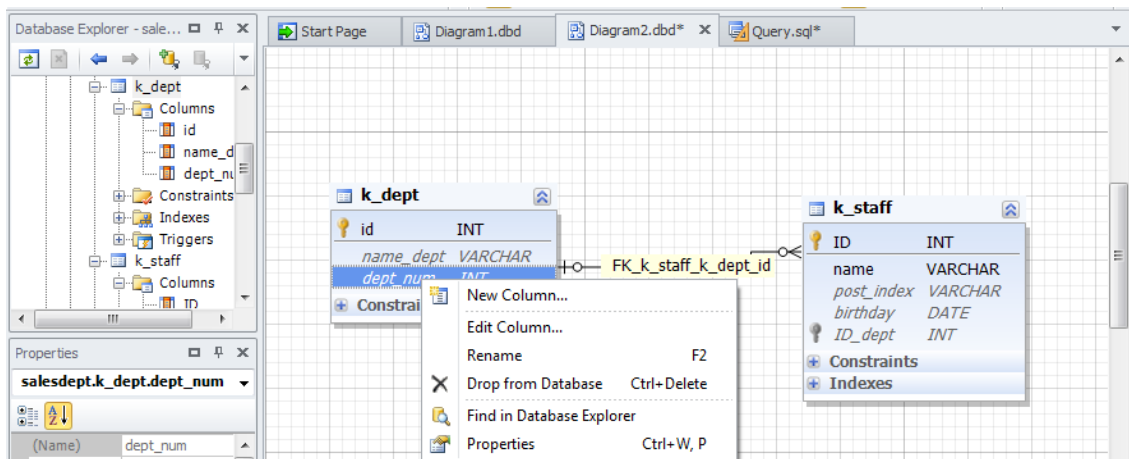 Database Explorer - sale...
k_dept
Columns
id
name_d
dept_nu
Constraints
Indexes
Triggers
k_staff
Columns
ID
Properties
salesdept.k_dept.dept_num
(Name) dept_num
Start Page Diagram1.dbd Diagram2.dbd* Query.sql*
k_dept
id INT
name_dept VARCHAR
dept_num INT
Constrai
FK_k_staff_k_dept_id
k_staff
ID INT
name VARCHAR
post_index VARCHAR
birthday DATE
ID_dept INT
Constraints
Indexes
New Column...
Edit Column...
Rename F2
Drop from Database Ctrl+Delete
Find in Database Explorer
Properties Ctrl+W, P